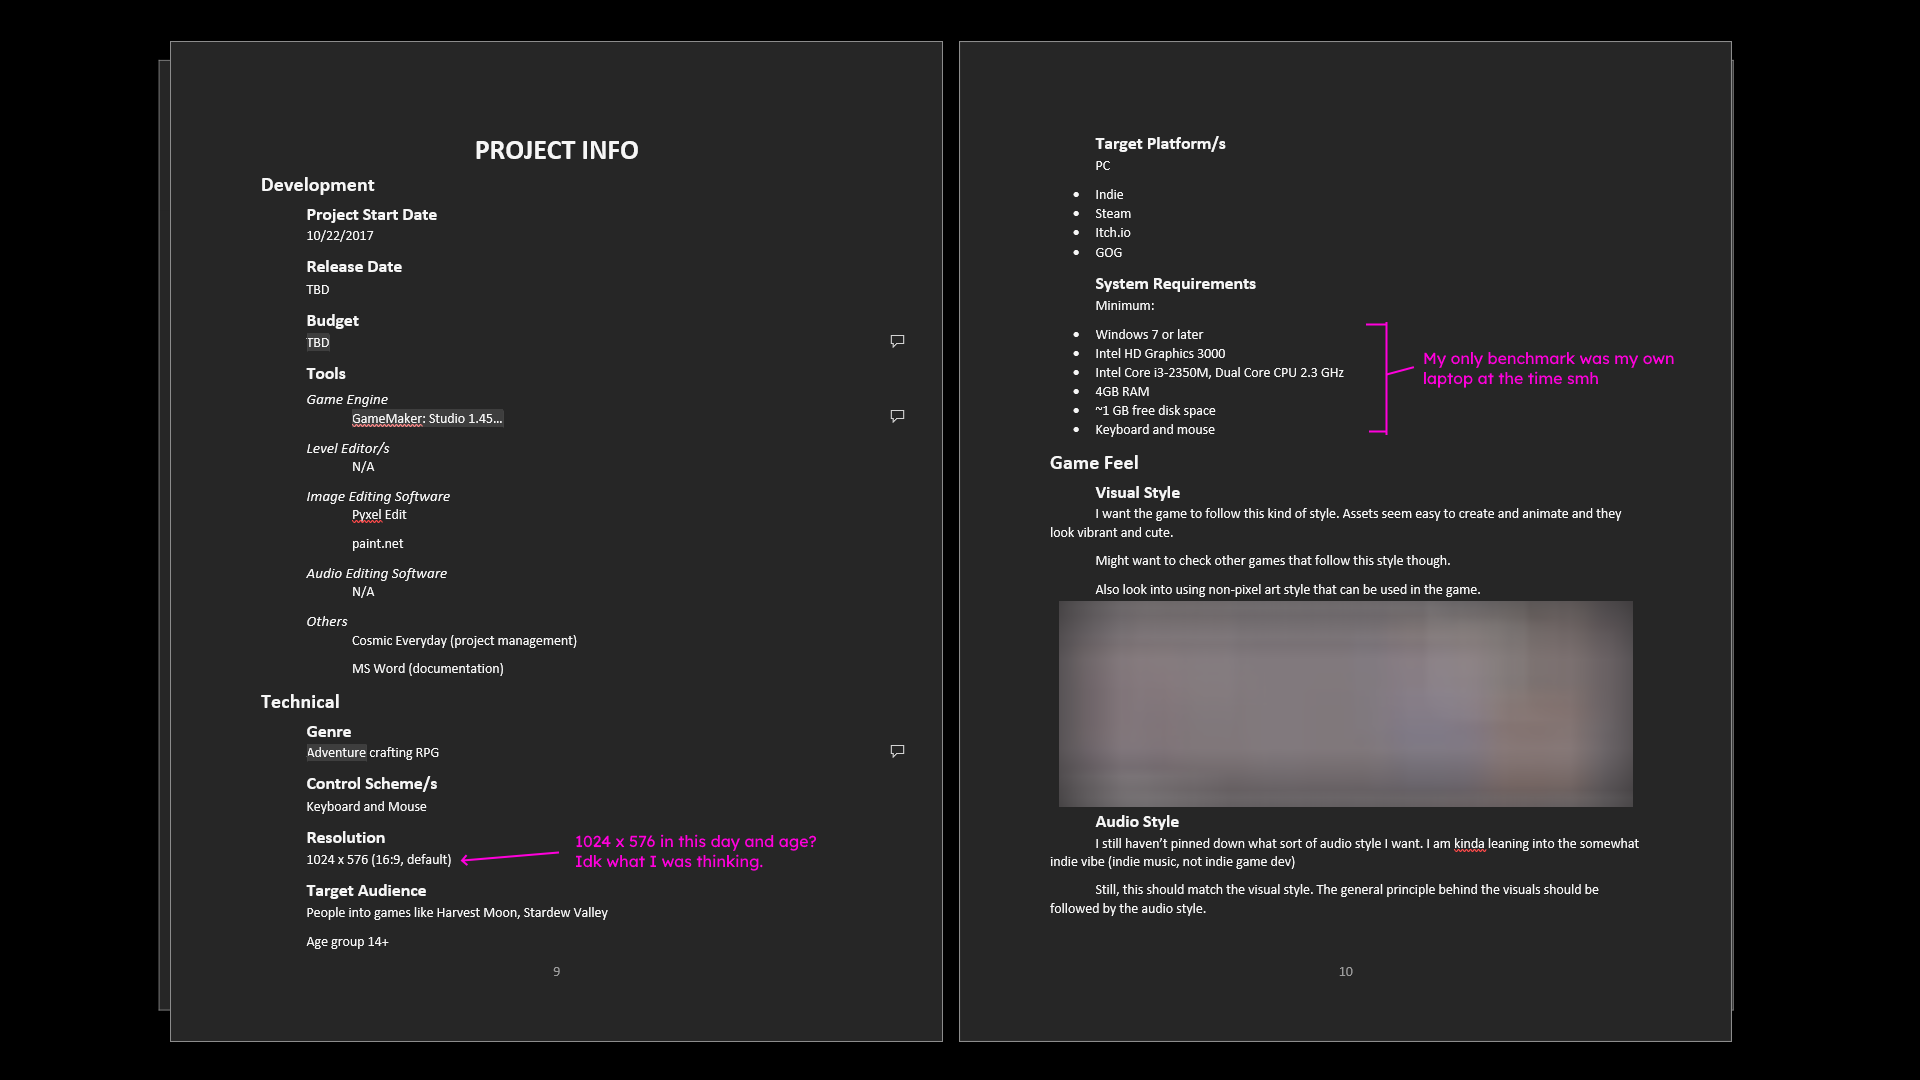 PROJECT INFO
Development
Project Start Date
10/22/2017
Release Date
TBD
Budget
TBD
Tools
Game Engine
GameMaker: Studio 1.45...
Level Editor/s
N/A
Image Editing Software
Pyxel Edit
paint.net
Audio Editing Software
N/A
Others
Cosmic Everyday (project management)
MS Word (documentation)
Technical
Genre
Adventure crafting RPG
Control Scheme/s
Keyboard and Mouse
Resolution
1024 x 576 (16:9, default)
1024 x 576 in this day and age?
Idk what I was thinking.
Target Audience
People into games like Harvest Moon, Stardew Valley
Age group 14+
9
Target Platform/s
PC
• Indie
• Steam
• Itch.io
• GOG
System Requirements
Minimum:
• Windows 7 or later
• Intel HD Graphics 3000
• Intel Core i3-2350M, Dual Core CPU 2.3 GHz
• 4GB RAM
• ~1 GB free disk space
• Keyboard and mouse
My only benchmark was my own
laptop at the time smh
Game Feel
Visual Style
I want the game to follow this kind of style. Assets seem easy to create and animate and they
look vibrant and cute.
Might want to check other games that follow this style though.
Also look into using non-pixel art style that can be used in the game.
Audio Style
I still haven't pinned down what sort of audio style I want. I am kinda leaning into the somewhat
indie vibe (indie music, not indie game dev)
Still, this should match the visual style. The general principle behind the visuals should be
followed by the audio style.
10